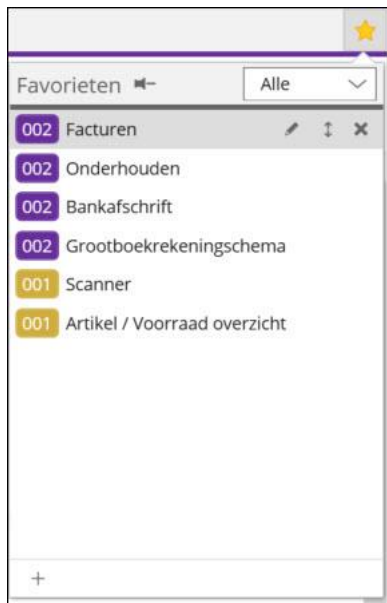 Favorieten Alle
002 Facturen
002 Onderhouden
002 Bankafschrift
002 Grootboekrekeningschema
001 Scanner
001 Artikel / Voorraad overzicht
+